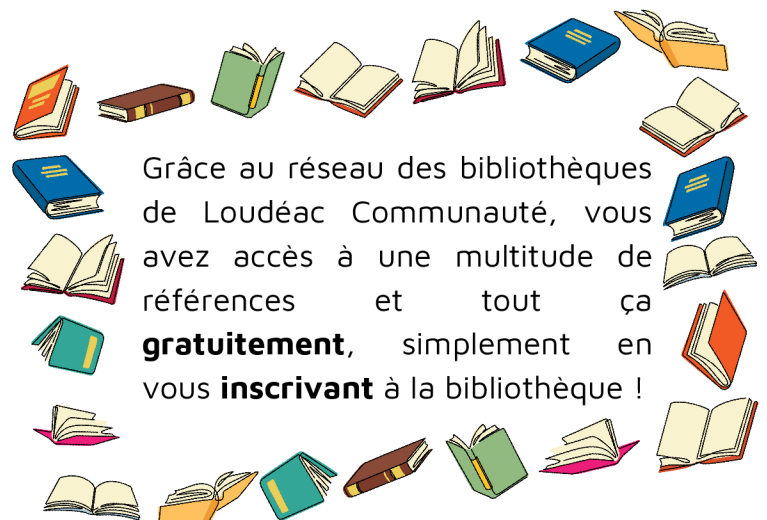 Grâce au réseau des bibliothèques
de Loudéac Communauté, vous
avez accès à une multitude de
références et tout ça
gratuitement, simplement en
vous inscrivant à la bibliothèque !